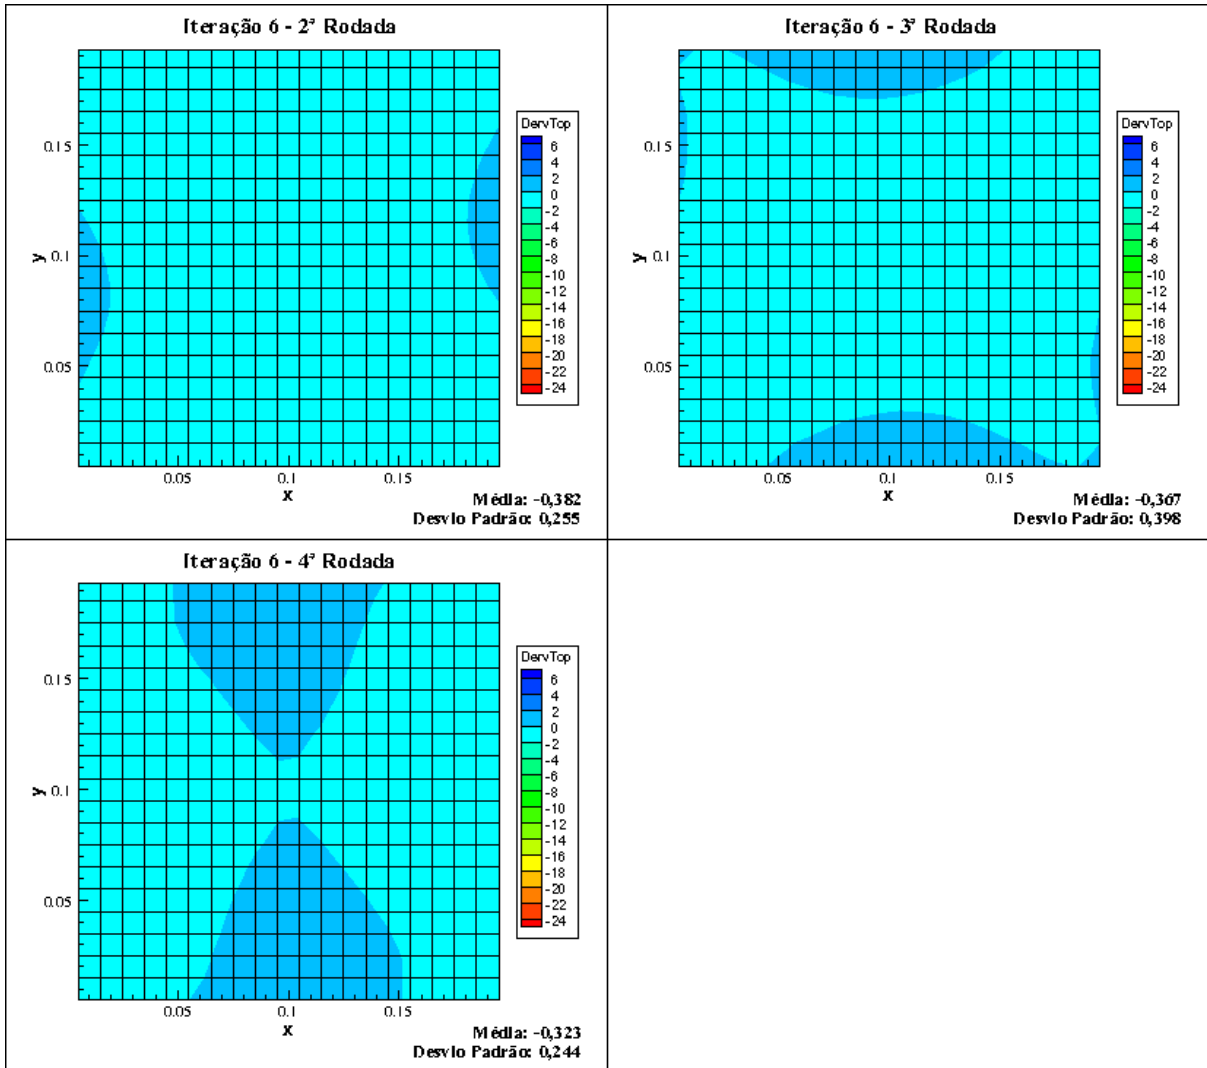 Iteração 6 - 2ª Rodada
DervTop
6
4
2
0
-2
-4
-6
-8
-10
-12
-14
-16
-18
-20
-22
-24
0.15
y 0.1
0.05
0.05 0.1 0.15
x
Média: -0,382
Desvio Padrão: 0,255
Iteração 6 - 3ª Rodada
DervTop
6
4
2
0
-2
-4
-6
-8
-10
-12
-14
-16
-18
-20
-22
-24
0.15
y 0.1
0.05
0.05 0.1 0.15
x
Média: -0,367
Desvio Padrão: 0,398
Iteração 6 - 4ª Rodada
DervTop
6
4
2
0
-2
-4
-6
-8
-10
-12
-14
-16
-18
-20
-22
-24
0.15
y 0.1
0.05
0.05 0.1 0.15
x
Média: -0,323
Desvio Padrão: 0,244